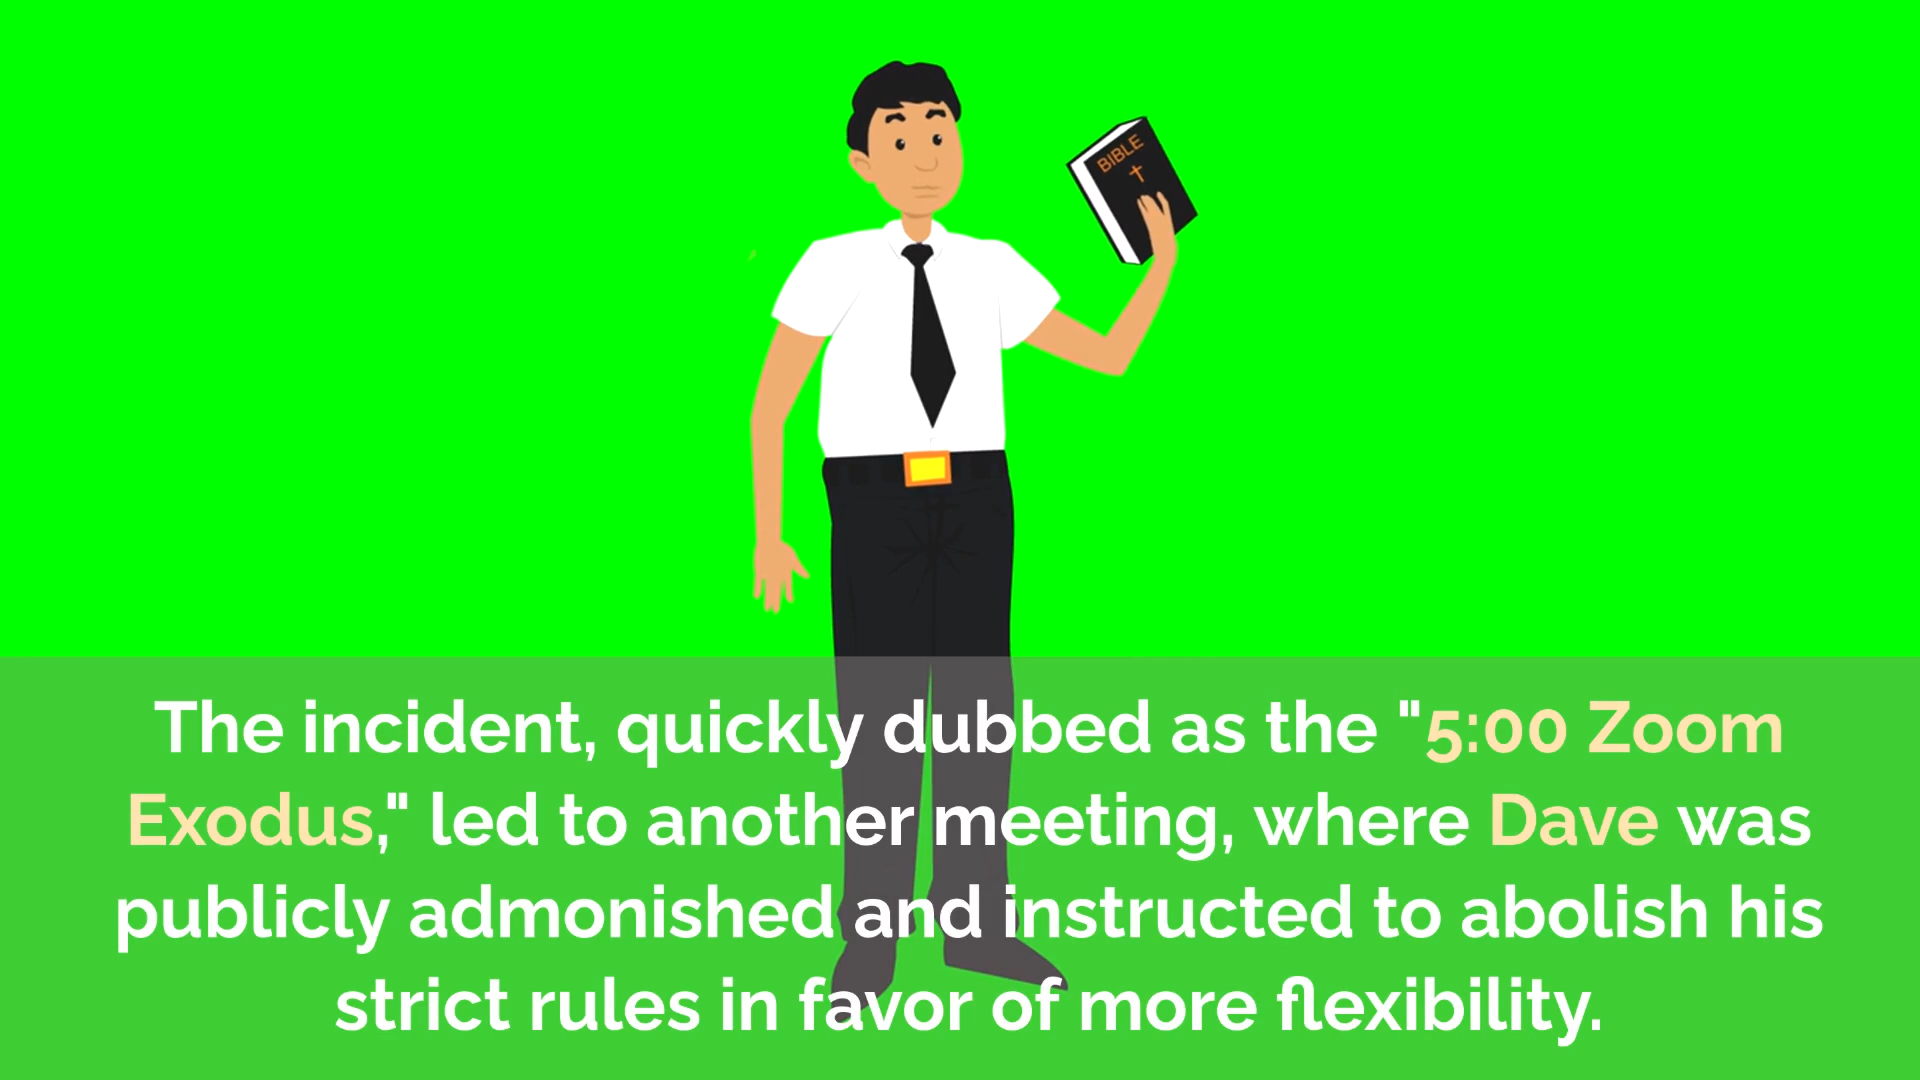 BIBLE
The incident, quickly dubbed as the "5:00 Zoom
Exodus," led to another meeting, where Dave was
publicly admonished and instructed to abolish his
strict rules in favor of more flexibility.